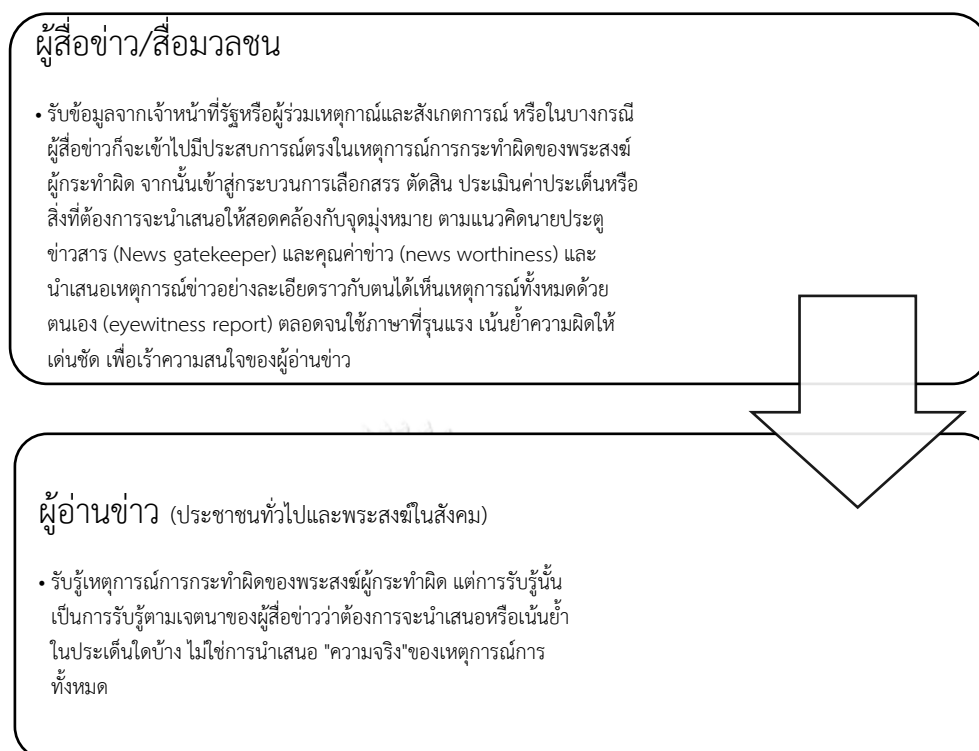 ผู้สื่อข่าว/สื่อมวลชน
• รับข้อมูลจากเจ้าหน้าที่รัฐหรือผู้ร่วมเหตุกาณ์และสังเกตการณ์ หรือในบางกรณี
ผู้สื่อข่าวก็จะเข้าไปมีประสบการณ์ตรงในเหตุการณ์การกระทำผิดของพระสงฆ์
ผู้กระทำผิด จากนั้นเข้าสู่กระบวนการเลือกสรร ตัดสิน ประเมินค่าประเด็นหรือ
สิ่งที่ต้องการจะนำเสนอให้สอดคล้องกับจุดมุ่งหมาย ตามแนวคิดนายประตู
ข่าวสาร (News gatekeeper) และคุณค่าข่าว (news worthiness) และ
นำเสนอเหตุการณ์ข่าวอย่างละเอียดราวกับตนได้เห็นเหตุการณ์ทั้งหมดด้วย
ตนเอง (eyewitness report) ตลอดจนใช้ภาษาที่รุนแรง เน้นย้ำความผิดให้
เด่นชัด เพื่อเร้าความสนใจของผู้อ่านข่าว
ผู้อ่านข่าว (ประชาชนทั่วไปและพระสงฆ์ในสังคม)
• รับรู้เหตุการณ์การกระทำผิดของพระสงฆ์ผู้กระทำผิด แต่การรับรู้นั้น
เป็นการรับรู้ตามเจตนาของผู้สื่อข่าวว่าต้องการจะนำเสนอหรือเน้นย้ำ
ในประเด็นใดบ้าง ไม่ใช่การนำเสนอ "ความจริง"ของเหตุการณ์การ
ทั้งหมด